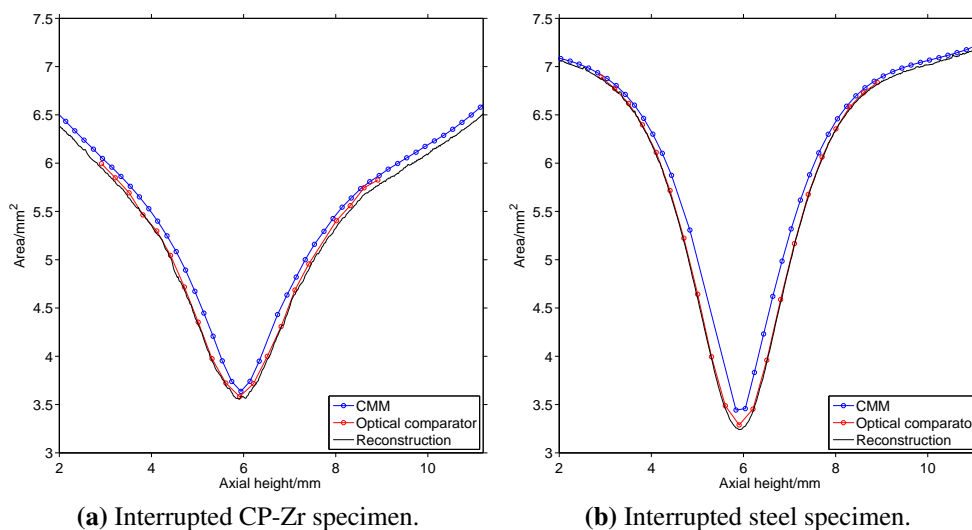 7.5
7
6.5
6
5.5
5
4.5
4
3.5
3
Area/mm²
2 4 6 8 10
Axial height/mm
CMM
Optical comparator
Reconstruction
(a) Interrupted CP-Zr specimen.
7.5
7
6.5
6
5.5
5
4.5
4
3.5
3
Area/mm²
2 4 6 8 10
Axial height/mm
CMM
Optical comparato
Reconstruction
(b) Interrupted steel specimen.